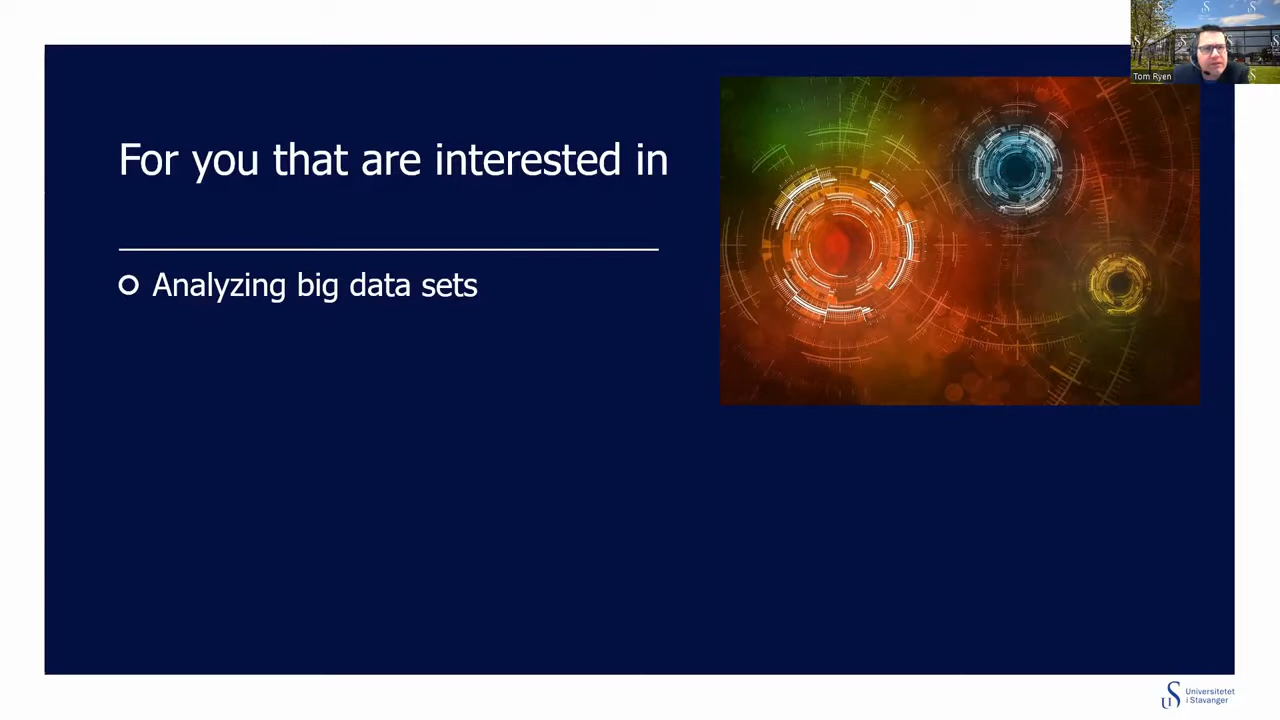 Tom Ryen
For you that are interested in
Analyzing big data sets
Universitetet
i Stavanger